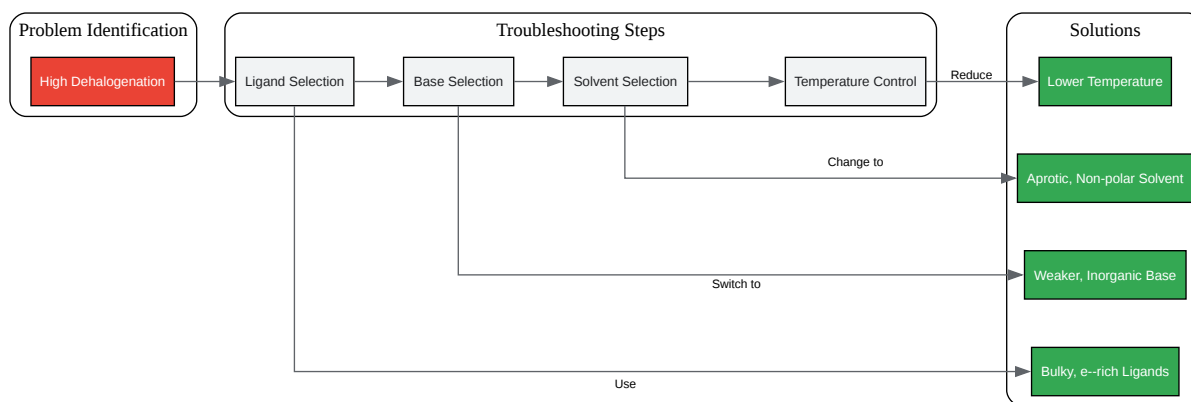 Problem Identification
Troubleshooting Steps
Solutions
High Dehalogenation
Ligand Selection
Base Selection
Solvent Selection
Temperature Control
Reduce
Lower Temperature
Change to
Aprotic, Non-polar Solvent
Switch to
Weaker, Inorganic Base
Use
Bulky, e--rich Ligands